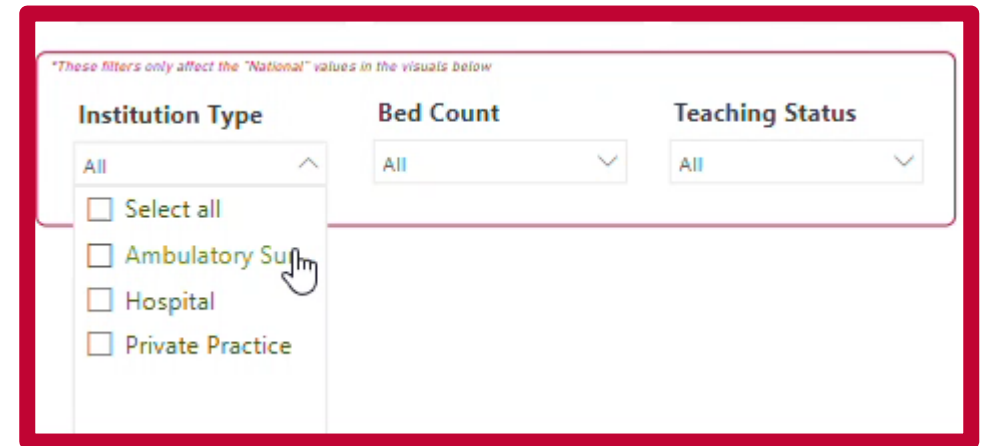 *These filters only affect the "National" values in the visuals below
Institution Type
Bed Count
Teaching Status
All
All
All
Select all
Ambulatory
Hospital
Private Practice